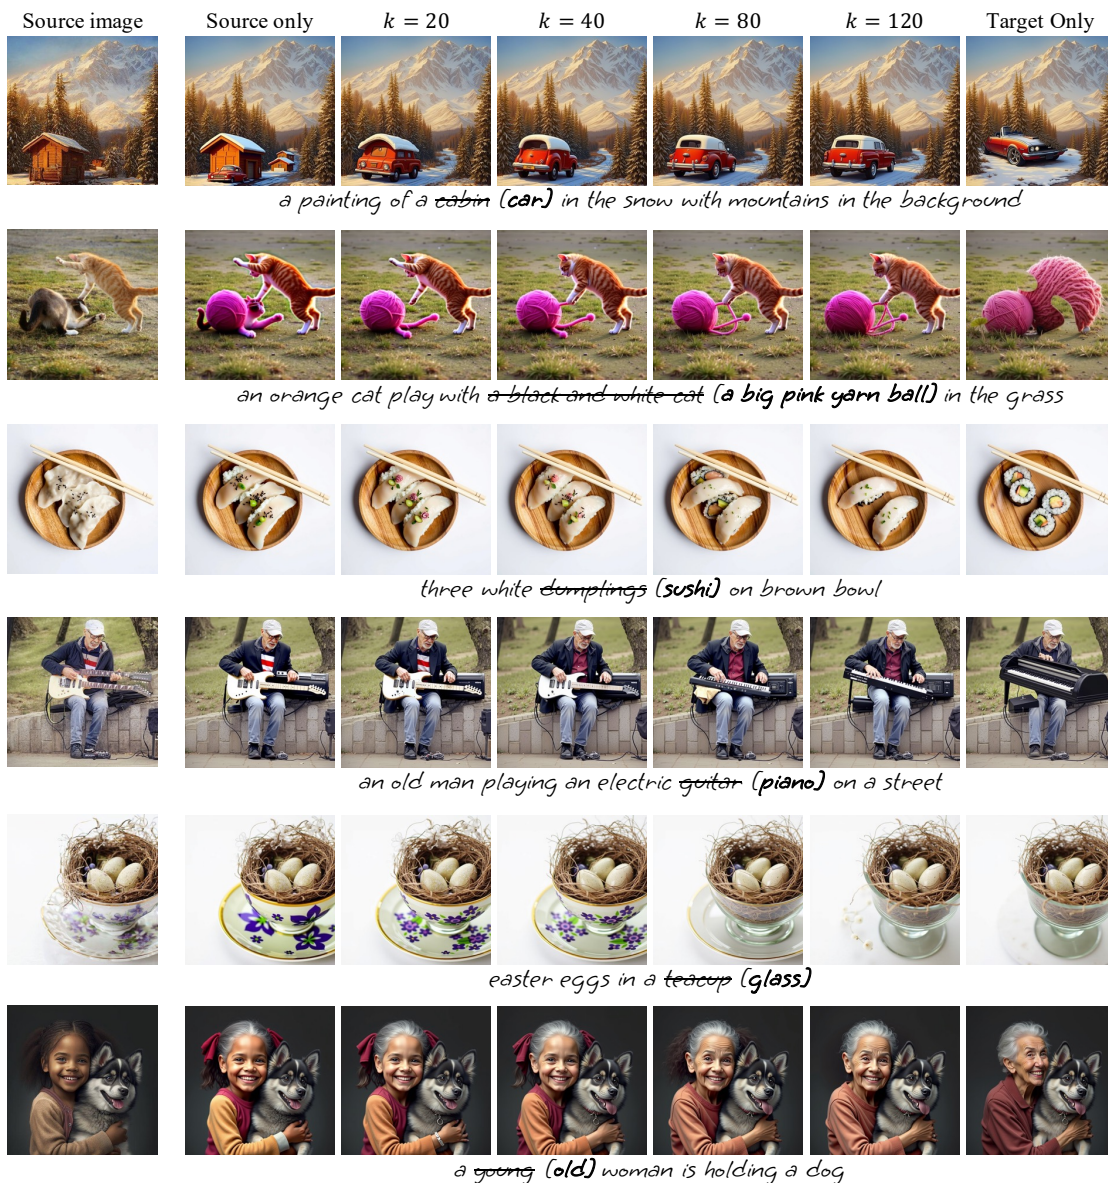 Source image Source only k = 20 k = 40 k = 80 k = 120 Target Only
a painting of a cabin (car) in the snow with mountains in the background
an orange cat play with a black and white cat (a big pink yarn ball) in the grass
three white dumplings (sushi) on brown bowl
an old man playing an electric guitar (piano) on a street
easter eggs in a teacup (glass)
a young (old) woman is holding a dog